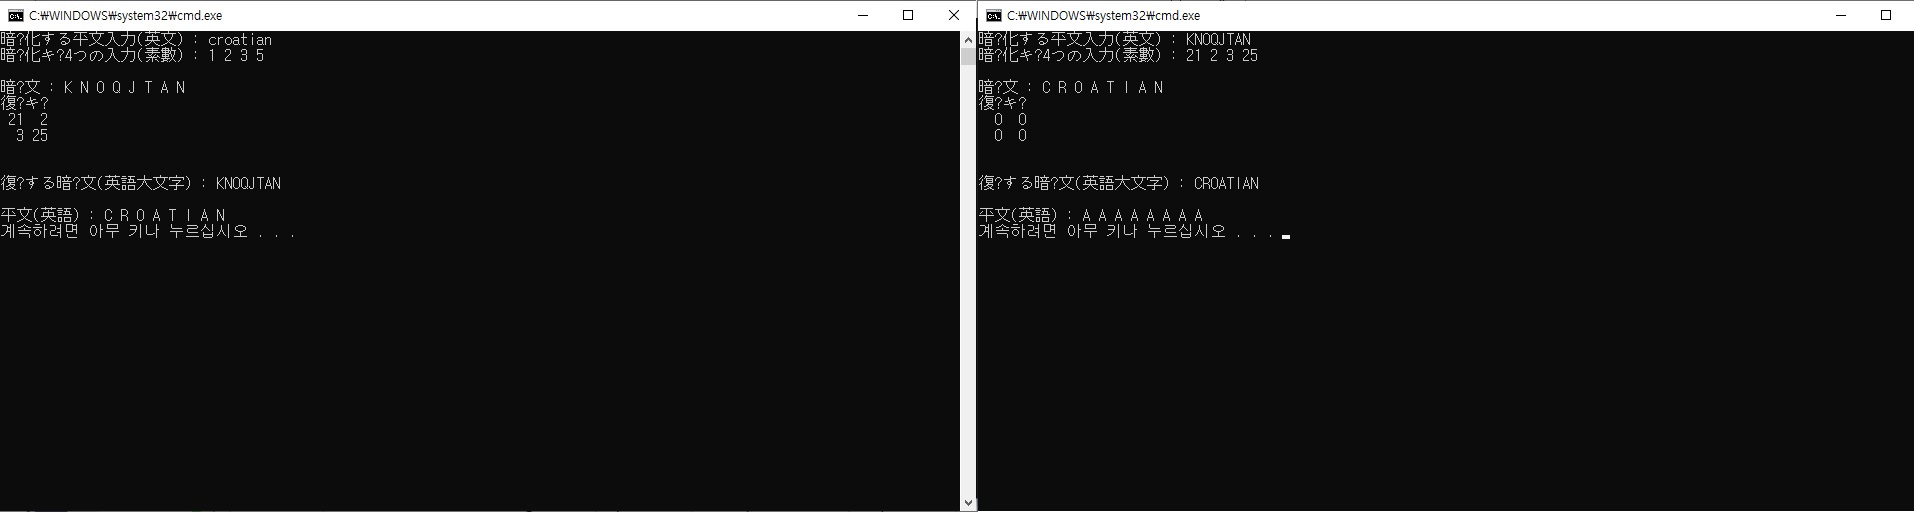 C:₩WINDOWS₩system32₩cmd.exe
暗?化する平文入力(英文) : croatian
暗?化キ?4つの入力(素數) : 1 2 3 5
暗?文 : K N O Q J T A N
復?キ?
21 2
3 25
復?する暗?文(英語大文字) : KNOQJTAN
平文(英語) : C R O A T I A N
계속하려면 아무 키나 누르십시오 . . .
C:₩WINDOWS₩system32₩cmd.exe
暗?化する平文入力(英文) : KNOQJTAN
暗?化キ?4つの入力(素數) : 21 2 3 25
暗?文 : C R O A T I A N
復?キ?
0 0
0 0
復?する暗?文(英語大文字) : CROATIAN
平文(英語) : A A A A A A A A
계속하려면 아무 키나 누르십시오 . . .